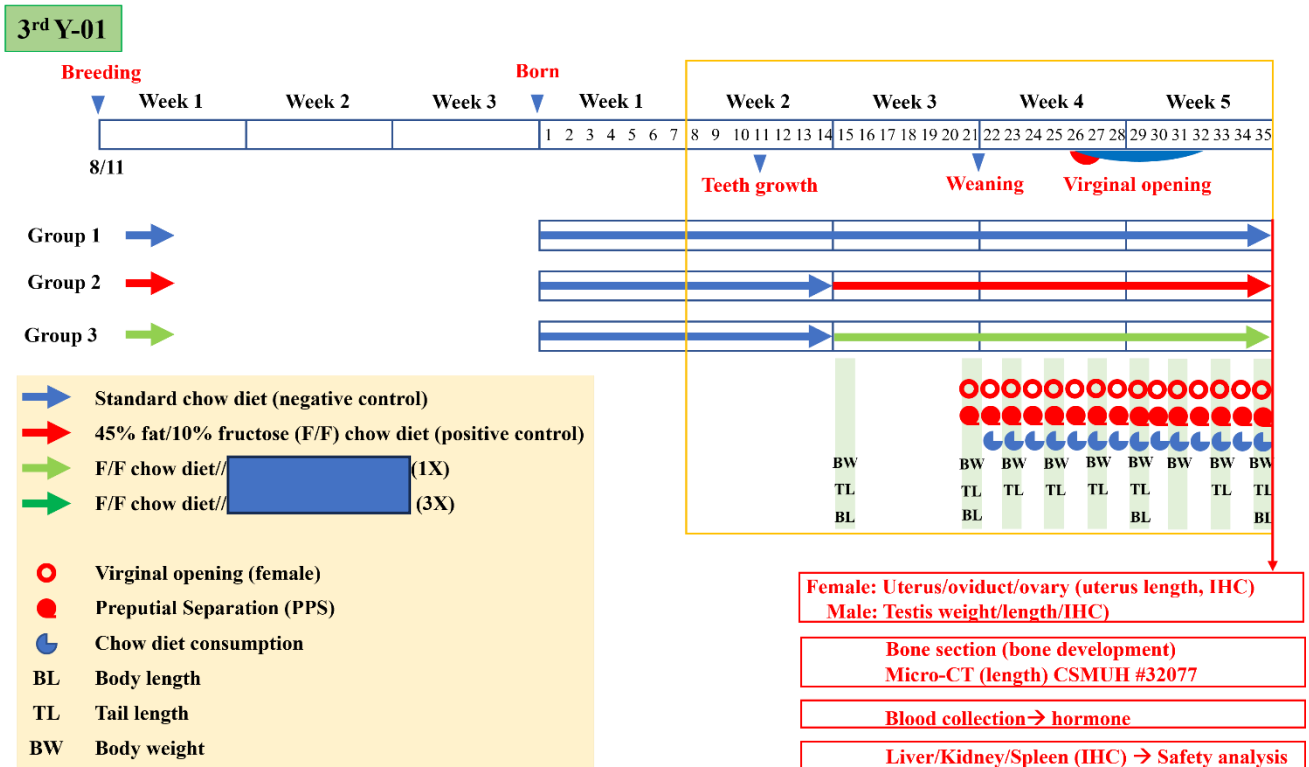 3rd Y-01
Breeding
Born
Week 1 Week 2 Week 3 Week 1 Week 2 Week 3 Week 4 Week 5
1 2 3 4 5 6 7 8 9 10 11 12 13 14 15 16 17 18 19 20 21 22 23 24 25 26 27 28 29 30 31 32 33 34 35
8/11
Teeth growth Weaning Virginal opening
Group 1
Group 2
Group 3
Standard chow diet (negative control)
45% fat/10% fructose (F/F) chow diet (positive control)
F/F chow diet// (1X)
F/F chow diet// (3X)
Virginal opening (female)
Preputial Separation (PPS)
Chow diet consumption
BL Body length
TL Tail length
BW Body weight
BW BW BW BW BW BW BW BW BW
TL TL TL TL TL TL TL TL
BL BL BL BL
Female: Uterus/oviduct/ovary (uterus length, IHC)
Male: Testis weight/length/IHC)
Bone section (bone development)
Micro-CT (length) CSMUH #32077
Blood collection→ hormone
Liver/Kidney/Spleen (IHC) → Safety analysis